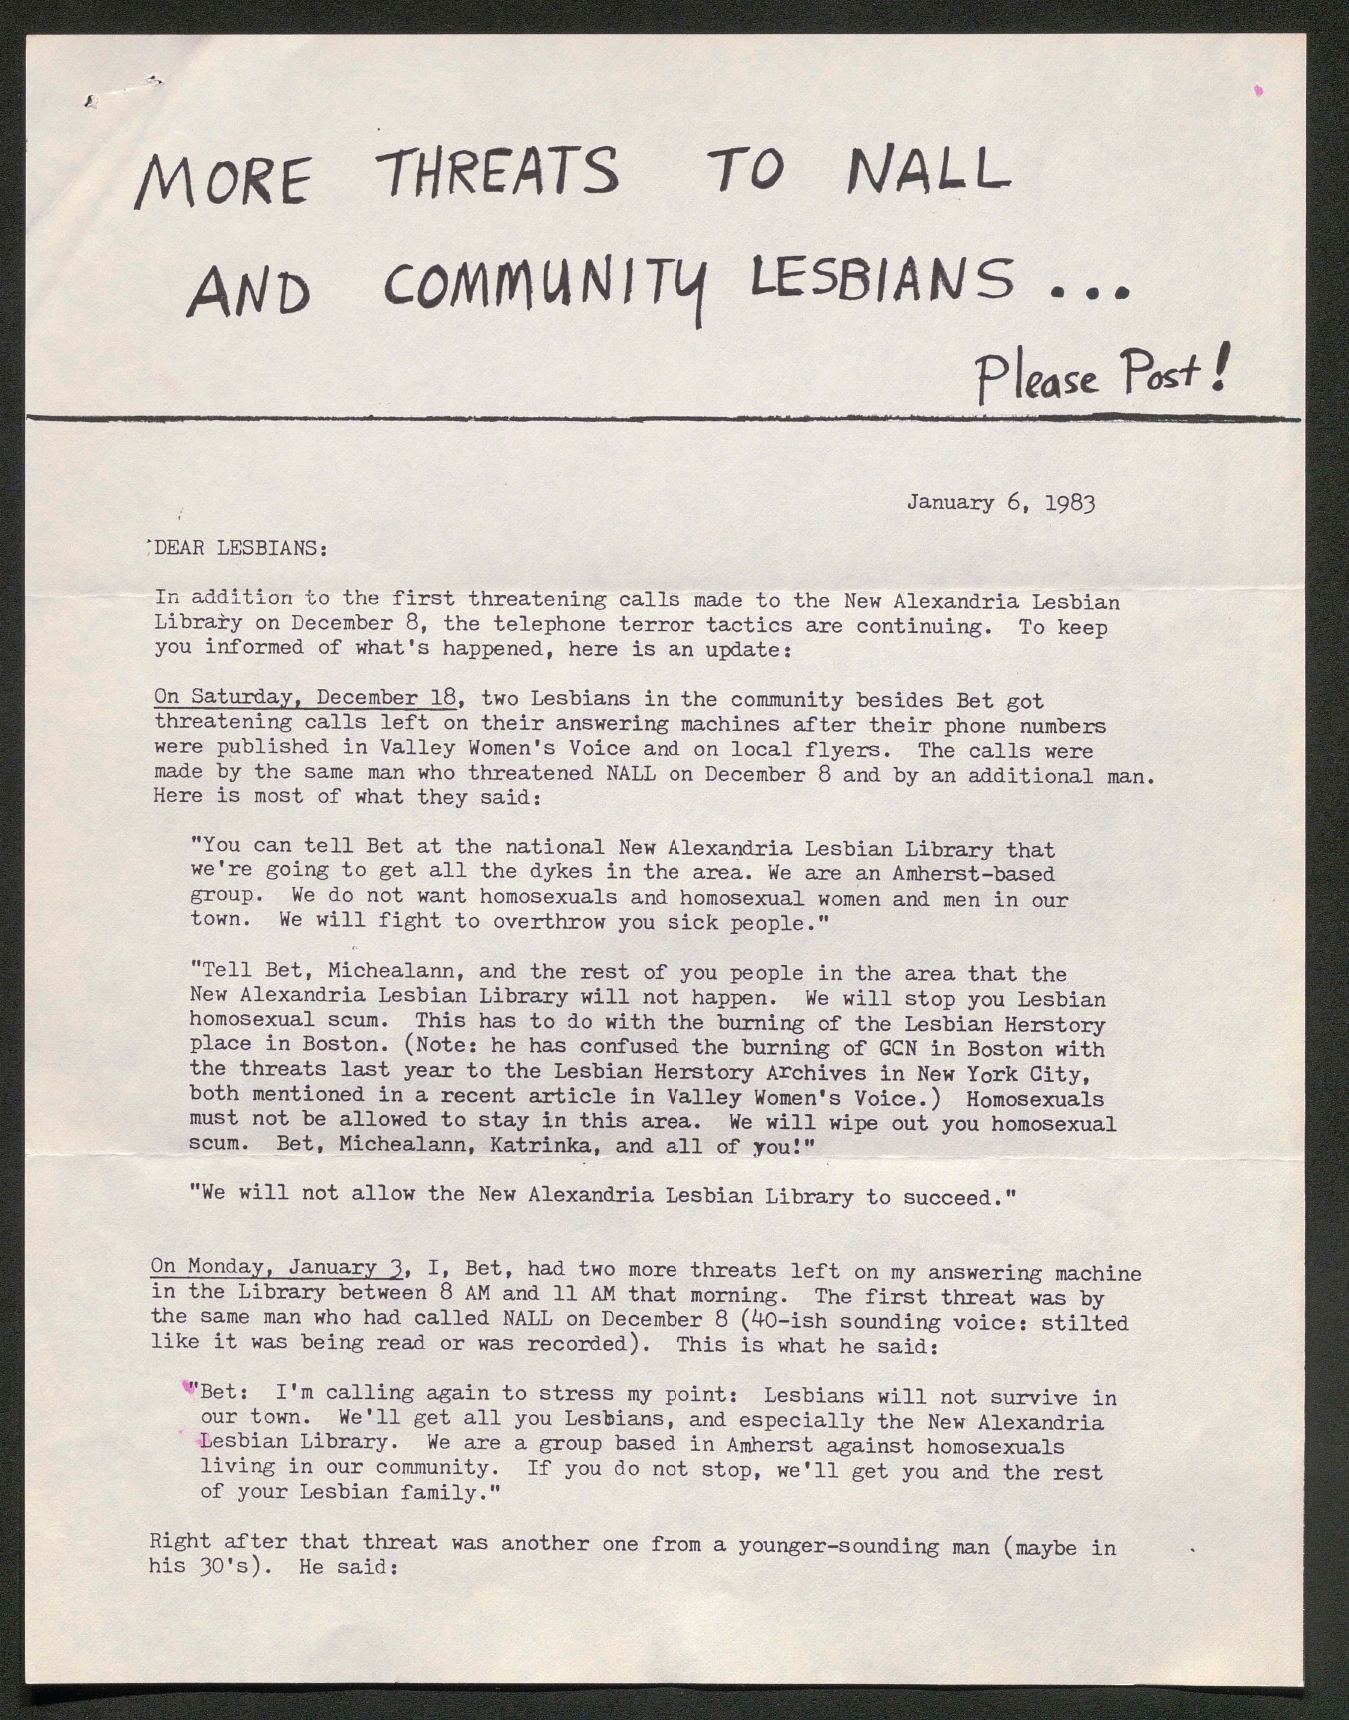 MORE THREATS TO NALL
AND COMMUNITY LESBIANS...
Please Post!
January 6, 1983
DEAR LESBIANS:
In addition to the first threatening calls made to the New Alexandria Lesbian
Library on December 8, the telephone terror tactics are continuing. To keep
you informed of what's happened, here is an update:
On Saturday, December 18, two Lesbians in the community besides Bet got
threatening calls left on their answering machines after their phone numbers
were published in Valley Women's Voice and on local flyers. The calls were
made by the same man who threatened NALL on December 8 and by an additional man.
Here is most of what they said:
"You can tell Bet at the national New Alexandria Lesbian Library that
we're going to get all the dykes in the area. We are an Amherst-based
group. We do not want homosexuals and homosexual women and men in our
town. We will fight to overthrow you sick people."
"Tell Bet, Michealann, and the rest of you people in the area that the
New Alexandria Lesbian Library will not happen. We will stop you Lesbian
homosexual scum. This has to do with the burning of the Lesbian Herstory
place in Boston. (Note: he has confused the burning of GCN in Boston with
the threats last year to the Lesbian Herstory Archives in New York City,
both mentioned in a recent article in Valley Women's Voice.) Homosexuals
must not be allowed to stay in this area. We will wipe out you homosexual
scum. Bet, Michealann, Katrinka, and all of you!"
"We will not allow the New Alexandria Lesbian Library to succeed."
On Monday, January 3, I, Bet, had two more threats left on my answering machine
in the Library between 8 AM and 11 AM that morning. The first threat was by
the same man who had called NALL on December 8 (40-ish sounding voice: stilted
like it was being read or was recorded). This is what he said:
"Bet: I'm calling again to stress my point: Lesbians will not survive in
our town. We'll get all you Lesbians, and especially the New Alexandria
Lesbian Library. We are a group based in Amherst against homosexuals
living in our community. If you do not stop, we'll get you and the rest
of your Lesbian family."
Right after that threat was another one from a younger-sounding man (maybe in
his 30's). He said: